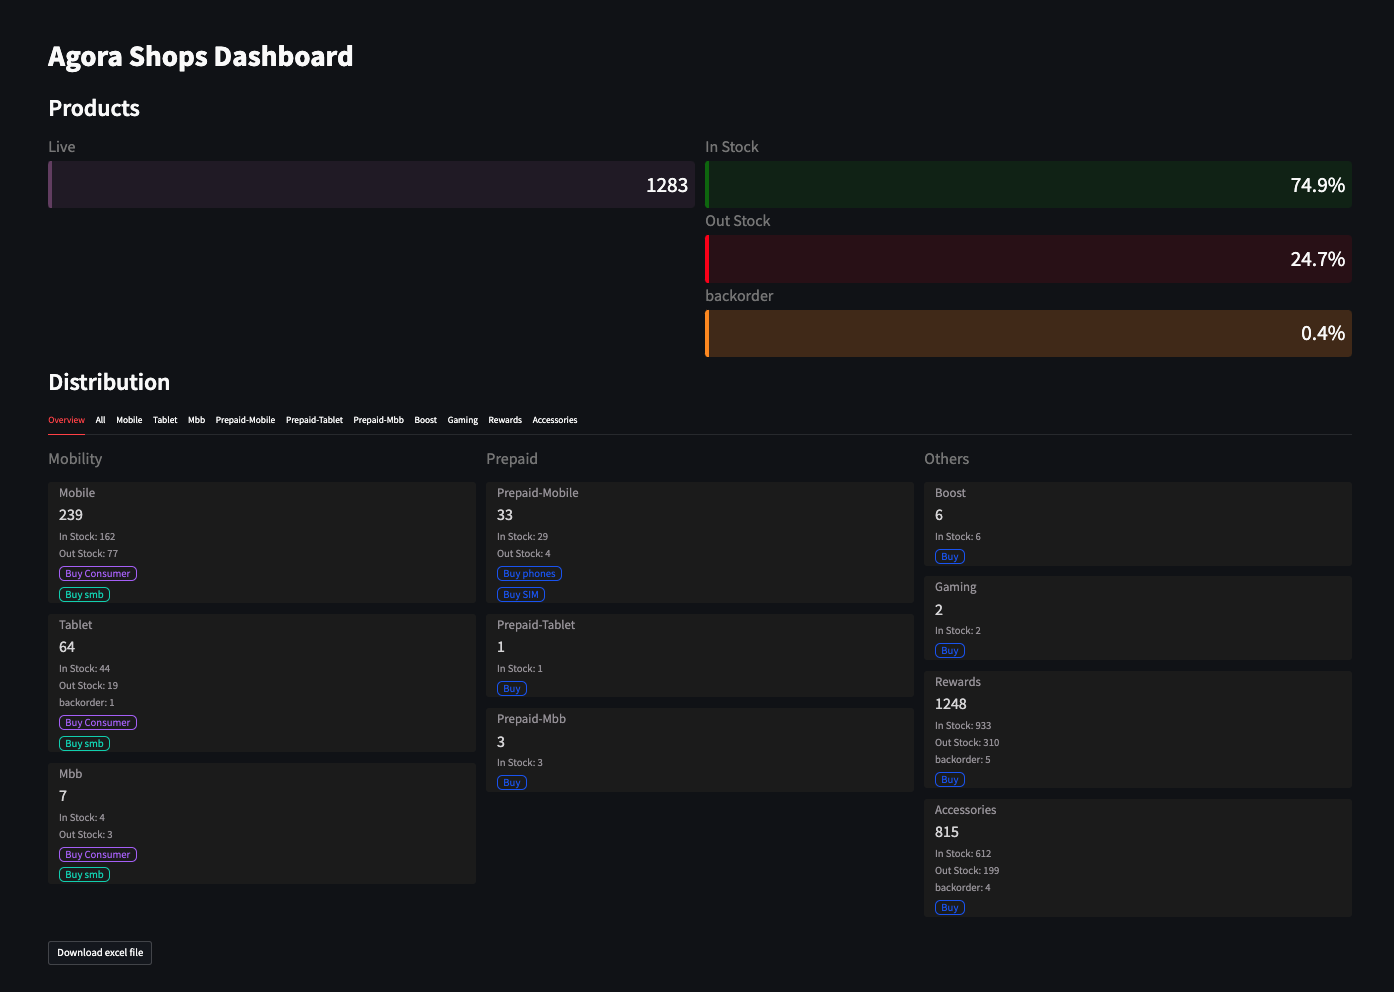 Agora Shops Dashboard
Products
Live
1283
In Stock
74.9%
Out Stock
24.7%
backorder
0.4%
Distribution
Overview All Mobile Tablet Mbb Prepaid-Mobile Prepaid-Tablet Prepaid-Mbb Boost Gaming Rewards Accessories
Mobility
Mobile
239
In Stock: 162
Out Stock: 77
Buy Consumer
Buy smb
Tablet
64
In Stock: 44
Out Stock: 19
backorder: 1
Buy Consumer
Buy smb
Mbb
7
In Stock: 4
Out Stock: 3
Buy Consumer
Buy smb
Prepaid
Prepaid-Mobile
33
In Stock: 29
Out Stock: 4
Buy phones
Buy SIM
Prepaid-Tablet
1
In Stock: 1
Buy
Prepaid-Mbb
3
In Stock: 3
Buy
Others
Boost
6
In Stock: 6
Buy
Gaming
2
In Stock: 2
Buy
Rewards
1248
In Stock: 933
Out Stock: 310
backorder: 5
Buy
Accessories
815
In Stock: 612
Out Stock: 199
backorder: 4
Buy
Download excel file